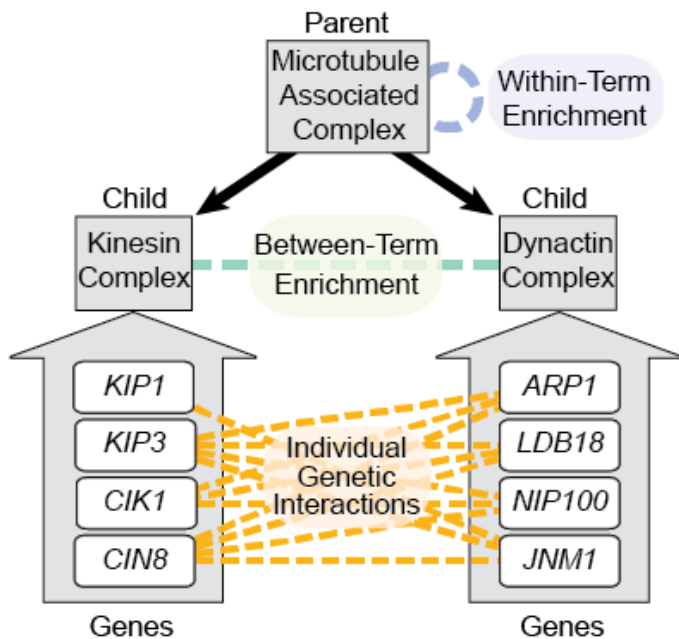 Parent
Microtubule
Associated
Complex
Within-Term
Enrichment
Child
Child
Kinesin
Complex
Between-Term
Enrichment
Dynactin
Complex
KIP1
KIP3
CIK1
CIN8
Individual
Genetic
Interactions
ARP1
LDB18
NIP100
JNM1
Genes
Genes